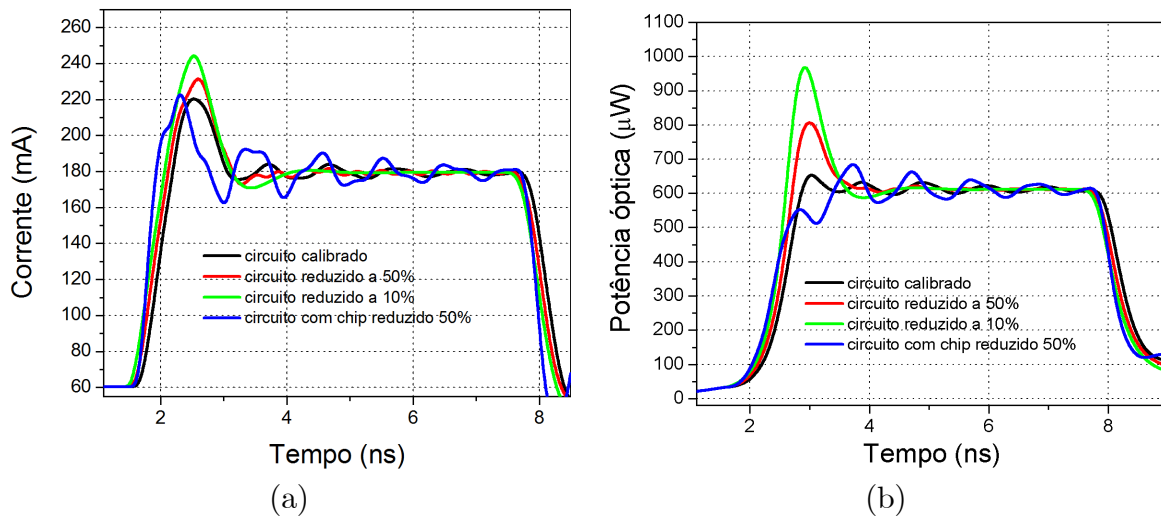 260
240
220
200
180
160
140
120
100
80
60
Corrente (mA)
circuito calibrado
circuito reduzido a 50%
circuito reduzido a 10%
circuito com chip reduzido 50%
2 4 6 8
Tempo (ns)
(a)
1100
1000
900
800
700
600
500
400
300
200
100
0
Potência óptica (μW)
circuito calibrado
circuito reduzido a 50%
circuito reduzido a 10%
circuito com chip reduzido 50%
2 4 6 8
Tempo (ns)
(b)